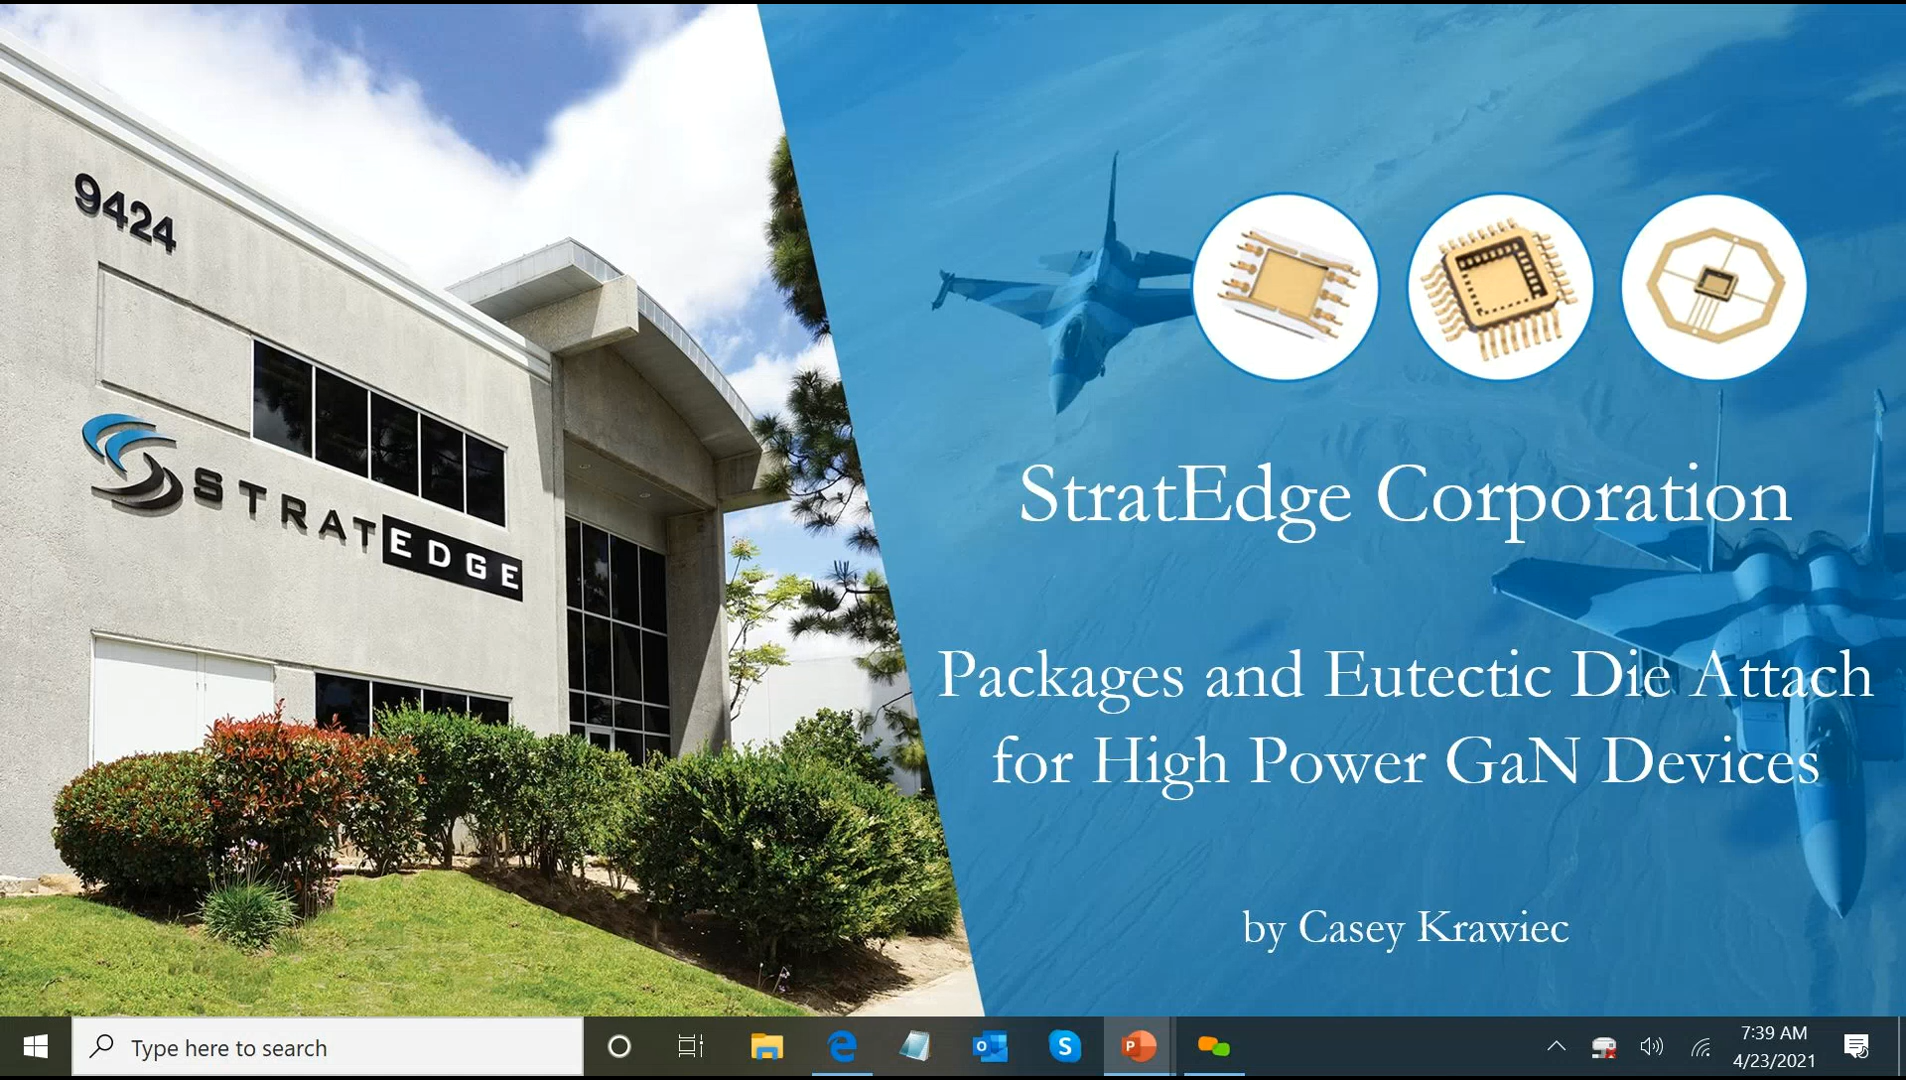 9424
STRATEDGE
StratEdge Corporation
Packages and Eutectic Die Attach
for High Power GaN Devices
by Casey Krawiec
Type here to search
7:39 AM
4/23/2021